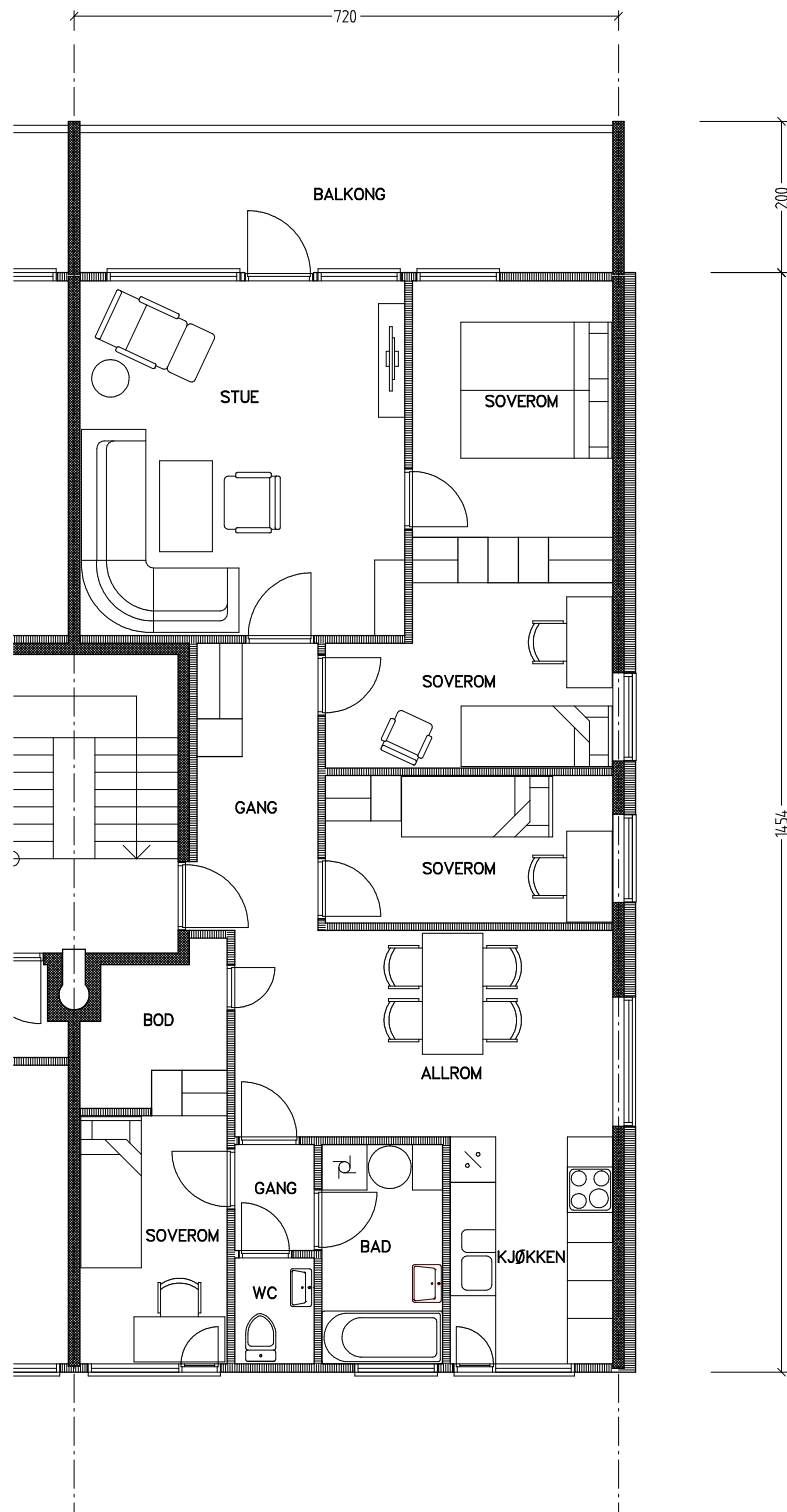 720
BALKONG
200
STUE
SOVEROM
SOVEROM
GANG
1454
SOVEROM
BOD
ALLROM
GANG
SOVEROM
BAD
KJØKKEN
WC